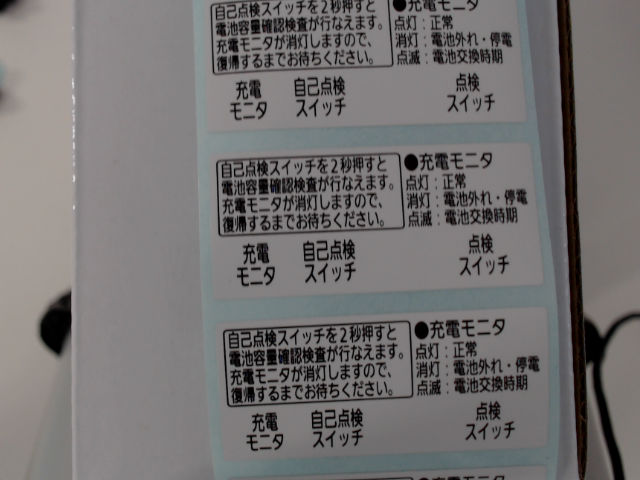 自己点検スイッチを2秒押すと
電池容量確認検査が行なえます。
充電モニタが消灯しますので、
復帰するまでお待ちください。
●充電モニタ
点灯：正常
消灯：電池外れ・停電
点滅：電池交換時期
充電
モニタ
自己点検
スイッチ
点検
スイッチ
自己点検スイッチを2秒押すと
電池容量確認検査が行なえます。
充電モニタが消灯しますので、
復帰するまでお待ちください。
●充電モニタ
点灯：正常
消灯：電池外れ・停電
点滅：電池交換時期
充電
モニタ
自己点検
スイッチ
点検
スイッチ
自己点検スイッチを2秒押すと
電池容量確認検査が行なえます。
充電モニタが消灯しますので、
復帰するまでお待ちください。
●充電モニタ
点灯：正常
消灯：電池外れ・停電
点滅：電池交換時期
充電
モニタ
自己点検
スイッチ
点検
スイッチ
●充電モニタ